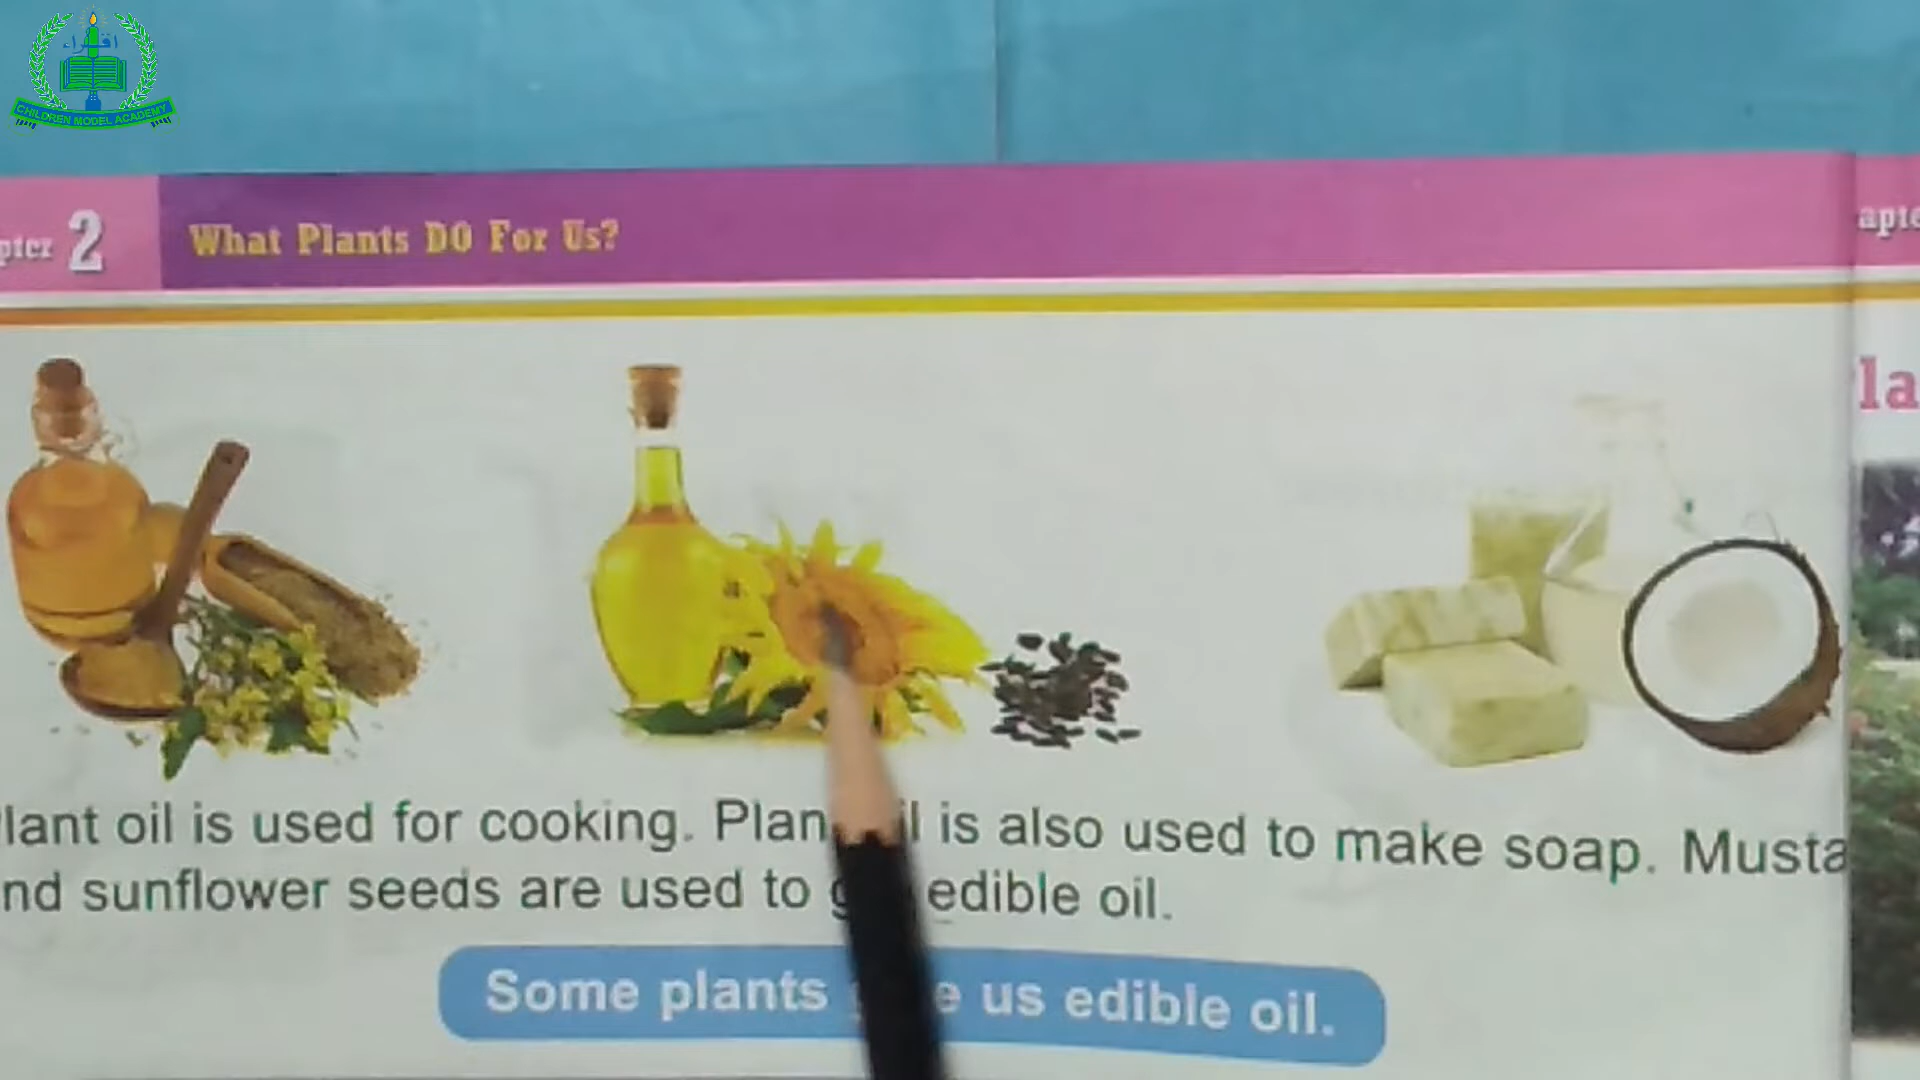 اقراء
CHILDREN MODEL ACADEMY
pter 2
What Plants DO For Us?
apte
la
lant oil is used for cooking. Plan l is also used to make soap. Musta
nd sunflower seeds are used to g edible oil.
Some plants e us edible oil.